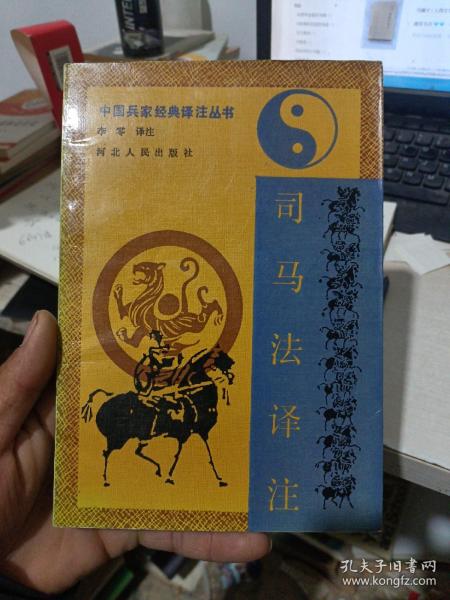 中国兵家经典译注丛书
李零 译注
河北人民出版社
司马法译注
孔夫子旧书网
www.kongfz.com